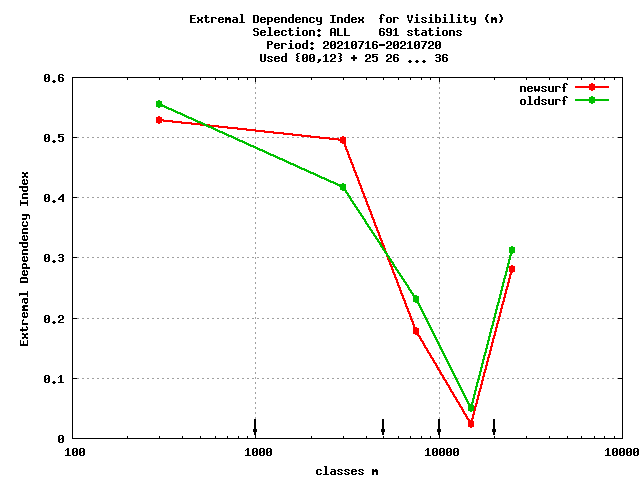 Extremal Dependency Index  for Visibility (m)
Selection: ALL    691 stations
Period: 20210716-20210720
Used {00,12} + 25 26 ... 36
newsurf
oldsurf
0.6
0.5
0.4
0.3
0.2
0.1
0
Extremal Dependency Index
100
1000
10000
10000
classes m